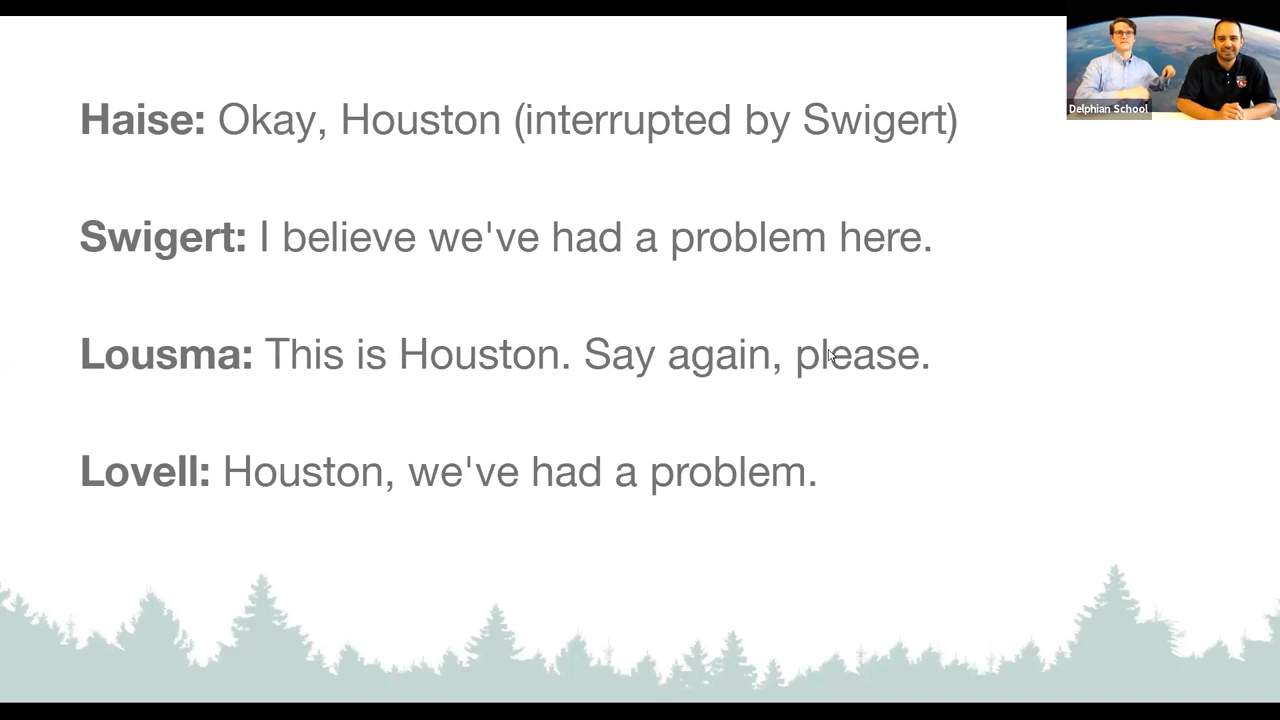 Delphian School
Haise: Okay, Houston (interrupted by Swigert)
Swigert: I believe we've had a problem here.
Lousma: This is Houston. Say again, please.
Lovell: Houston, we've had a problem.